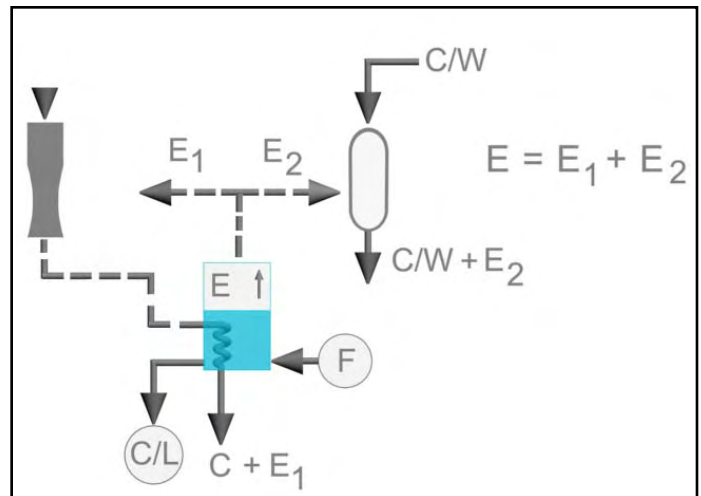 C/W
E₁
E₂
E = E₁ + E₂
C/W + E₂
E
F
C/L
C + E₁